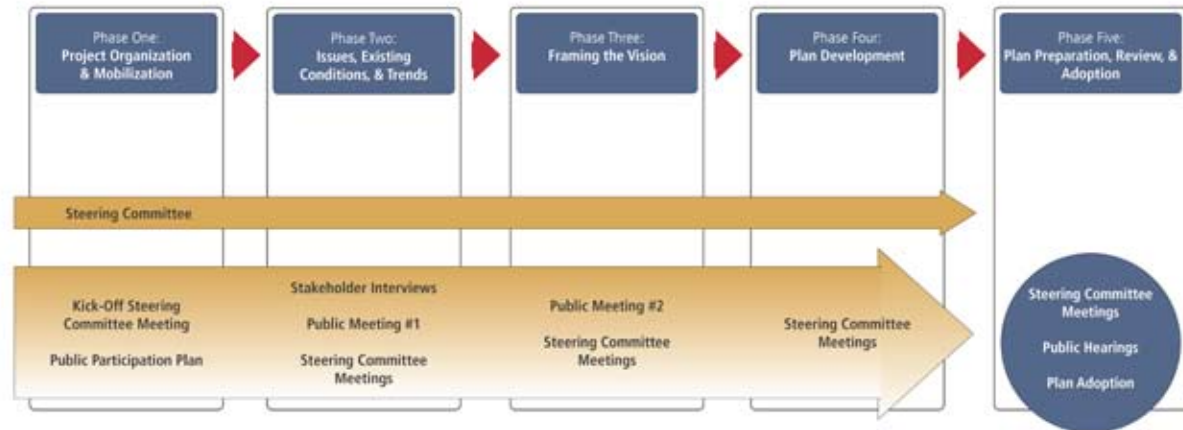 Phase One:
Project Organization
& Mobilization
Phase Two:
Issues, Existing
Conditions, & Trends
Phase Three:
Framing the Vision
Phase Four:
Plan Development
Phase Five:
Plan Preparation, Review, &
Adoption
Steering Committee
Kick-Off Steering
Committee Meeting
Public Participation Plan
Stakeholder Interviews
Public Meeting #1
Steering Committee
Meetings
Public Meeting #2
Steering Committee
Meetings
Steering Committee
Meetings
Steering Committee
Meetings
Public Hearings
Plan Adoption